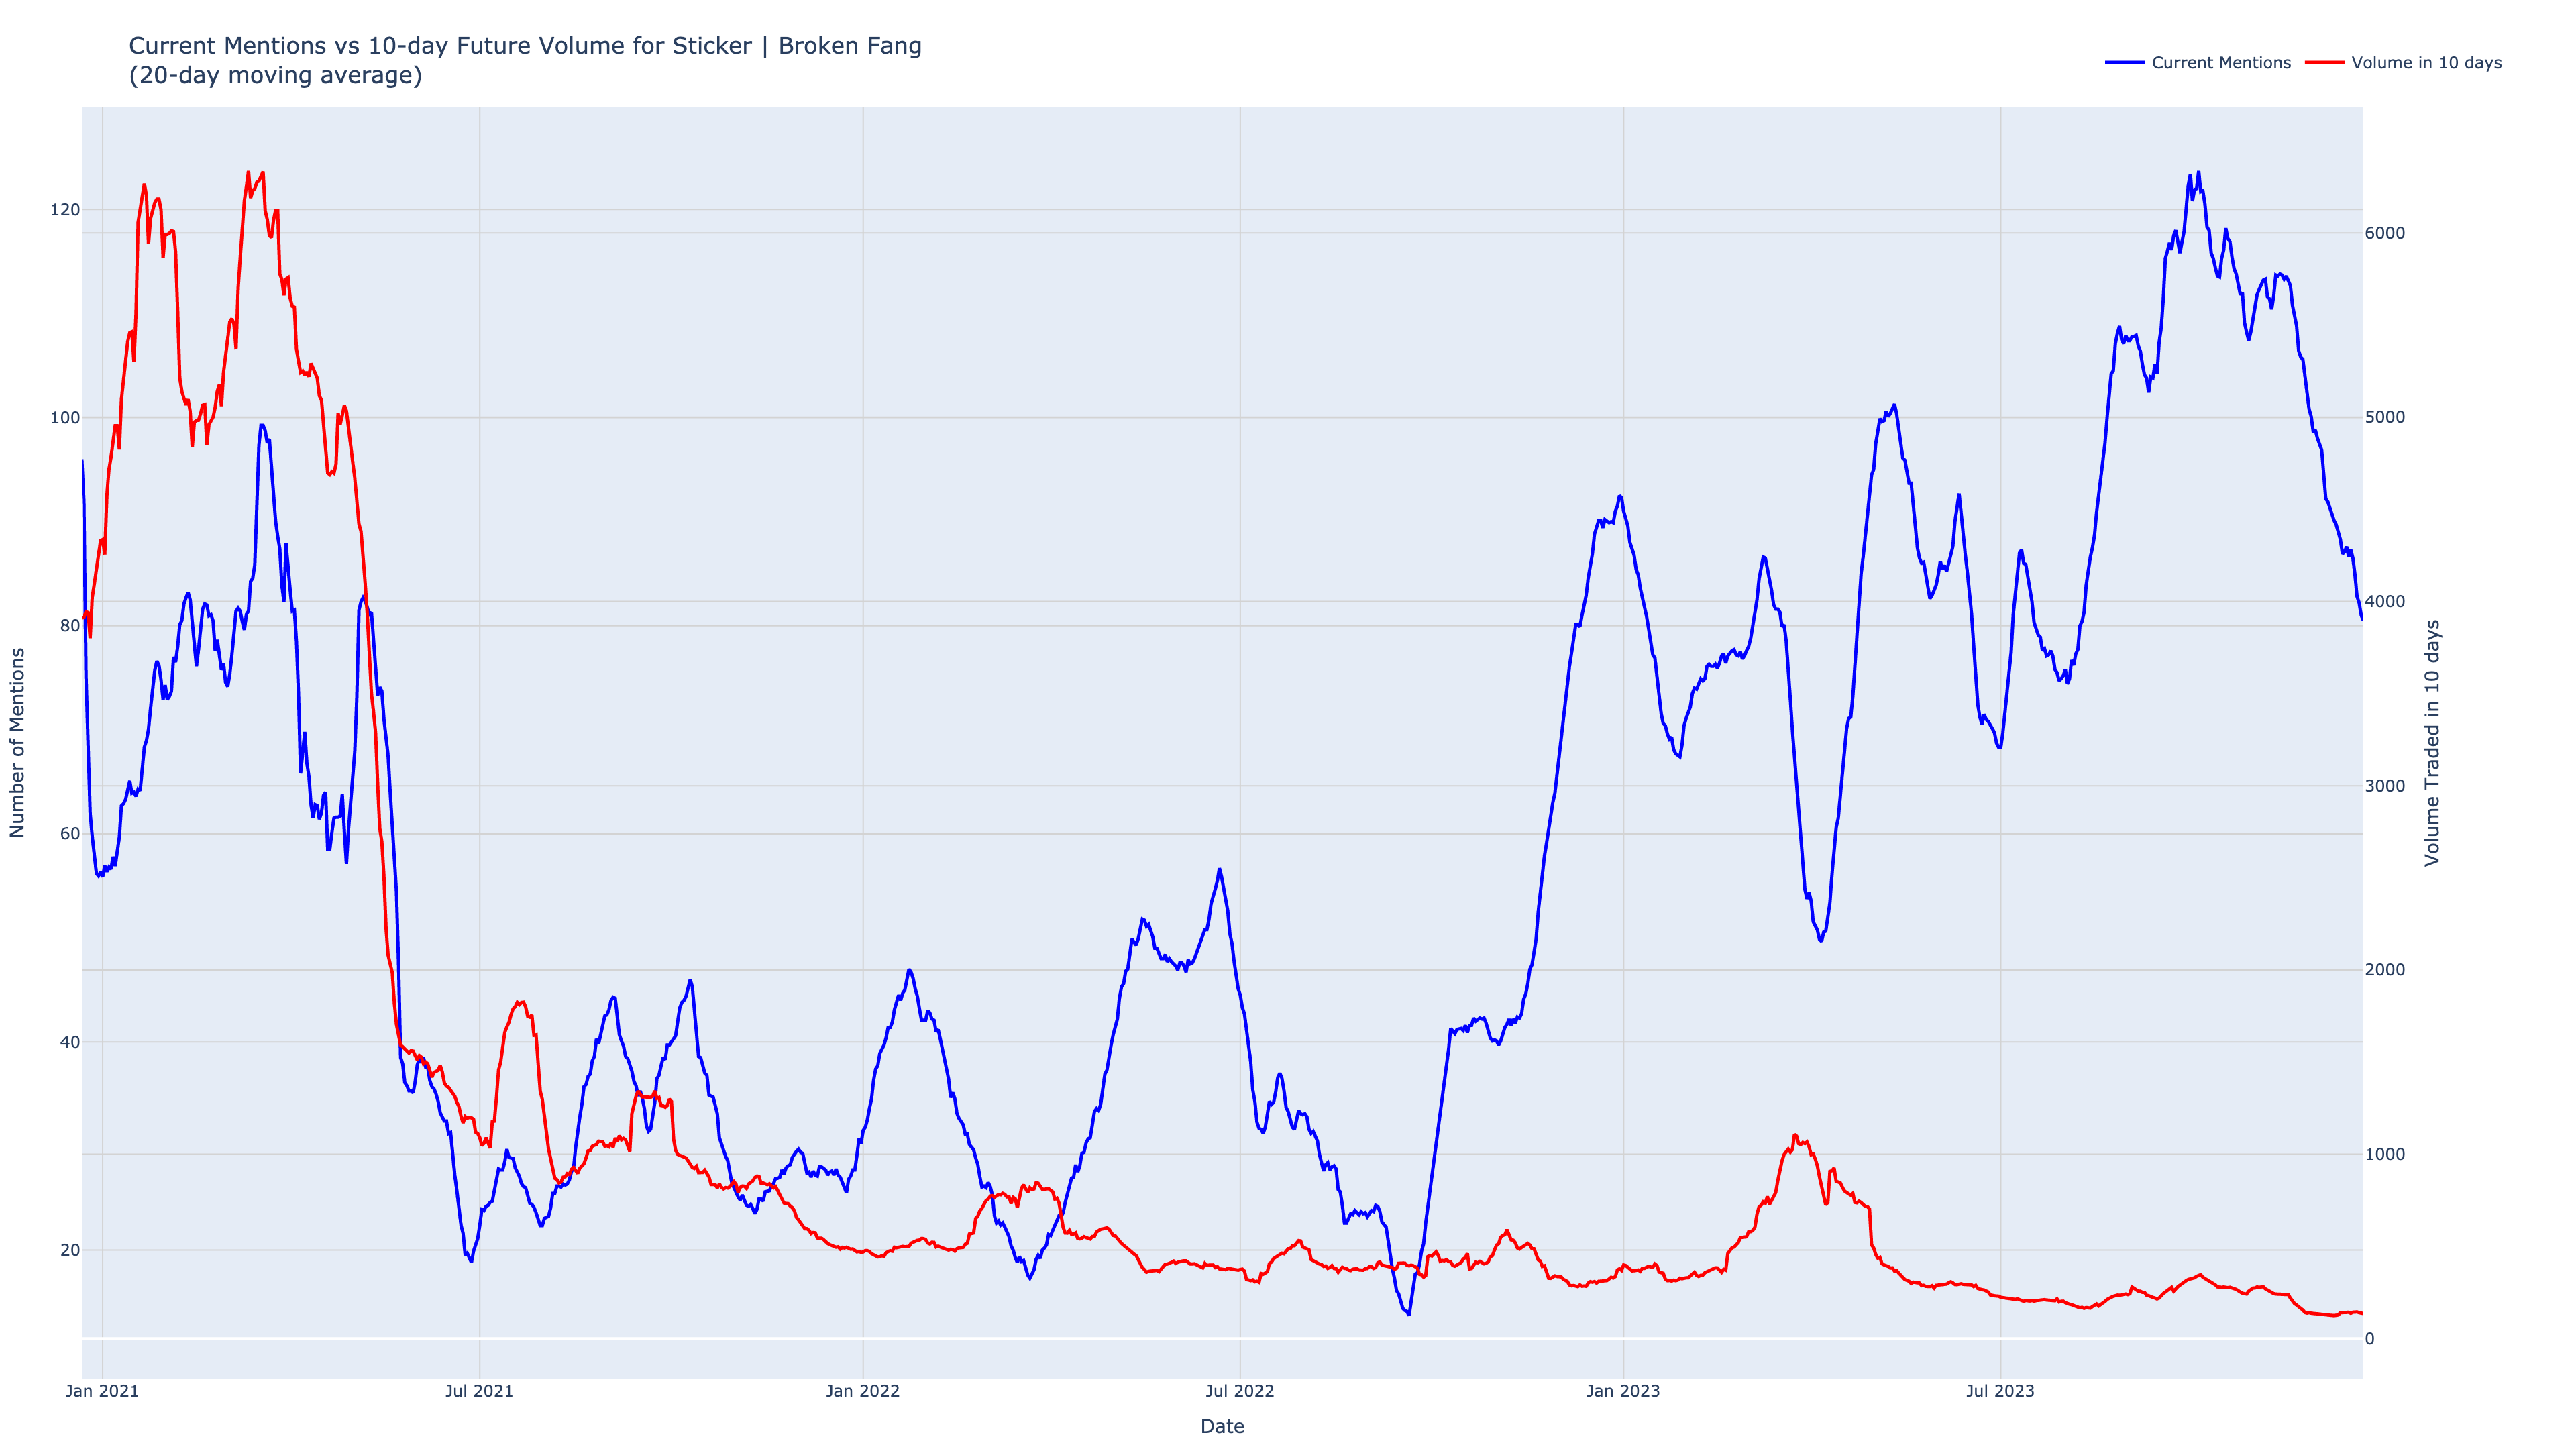 Current Mentions vs 10-day Future Volume for Sticker | Broken Fang
(20-day moving average)
Current Mentions
Volume in 10 days
120
100
80
60
40
20
Number of Mentions
6000
5000
4000
3000
2000
1000
0
Volume Traded in 10 days
Jan 2021
Jul 2021
Jan 2022
Jul 2022
Jan 2023
Jul 2023
Date